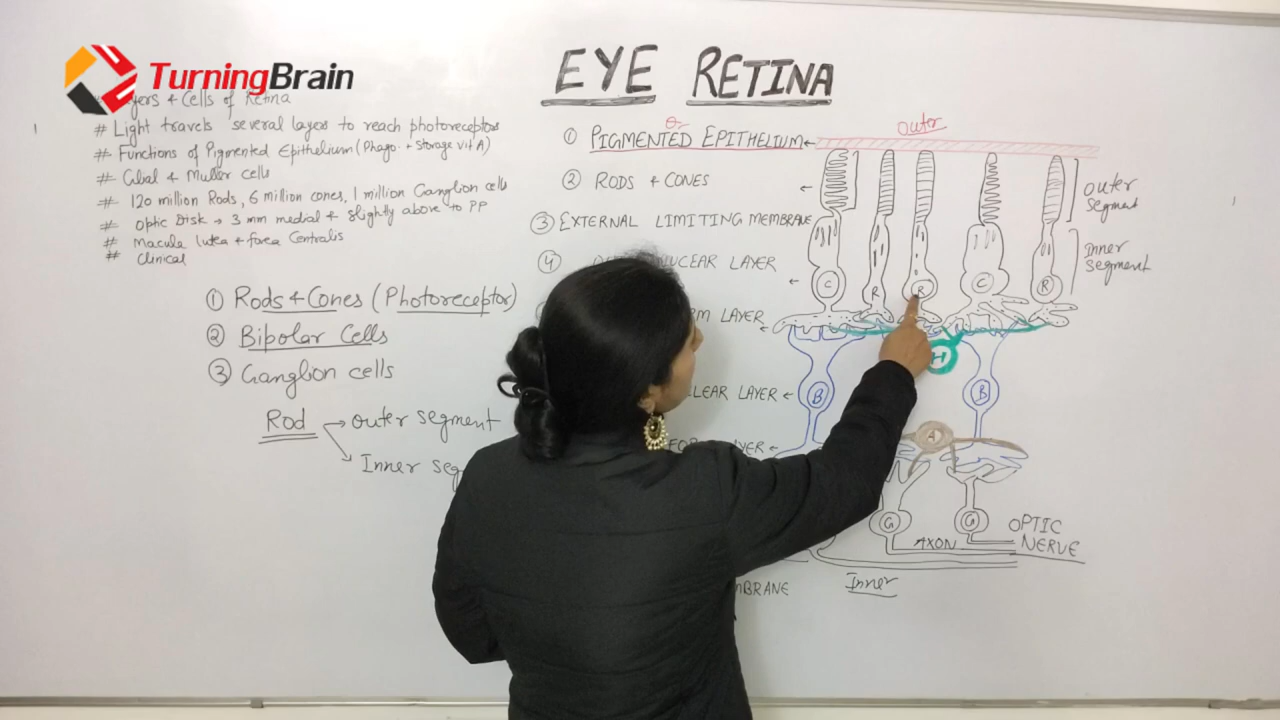 TurningBrain
EYE RETINA
yers & Cells of Retina
# Light travels several layers to reach photoreceptors
# Functions of Pigmented Epithelium (Phago. + Storage vit A)
# Cubial & Muller cells
# 120 million Rods, 6 million cones, 1 million Ganglion cells
# Optic Disk → 3 mm medial & slightly above to PP
# Macula lutea & fovea Centralis
# Clinical
① Rods & Cones (Photoreceptor)
② Bipolar Cells
③ Ganglion cells
Rod → outer segment
Inner seg
① PIGMENTED EPITHELIUM
② RODS & CONES
③ EXTERNAL LIMITING MEMBRANE
④ NUCEAR LAYER
RM LAYER
LEAR LAYER
LAYER
MBRANE
outer
Outer
segment
Inner
segment
C R R C R
H
B B
A
G G
AXON
OPTIC
NERVE
Inner